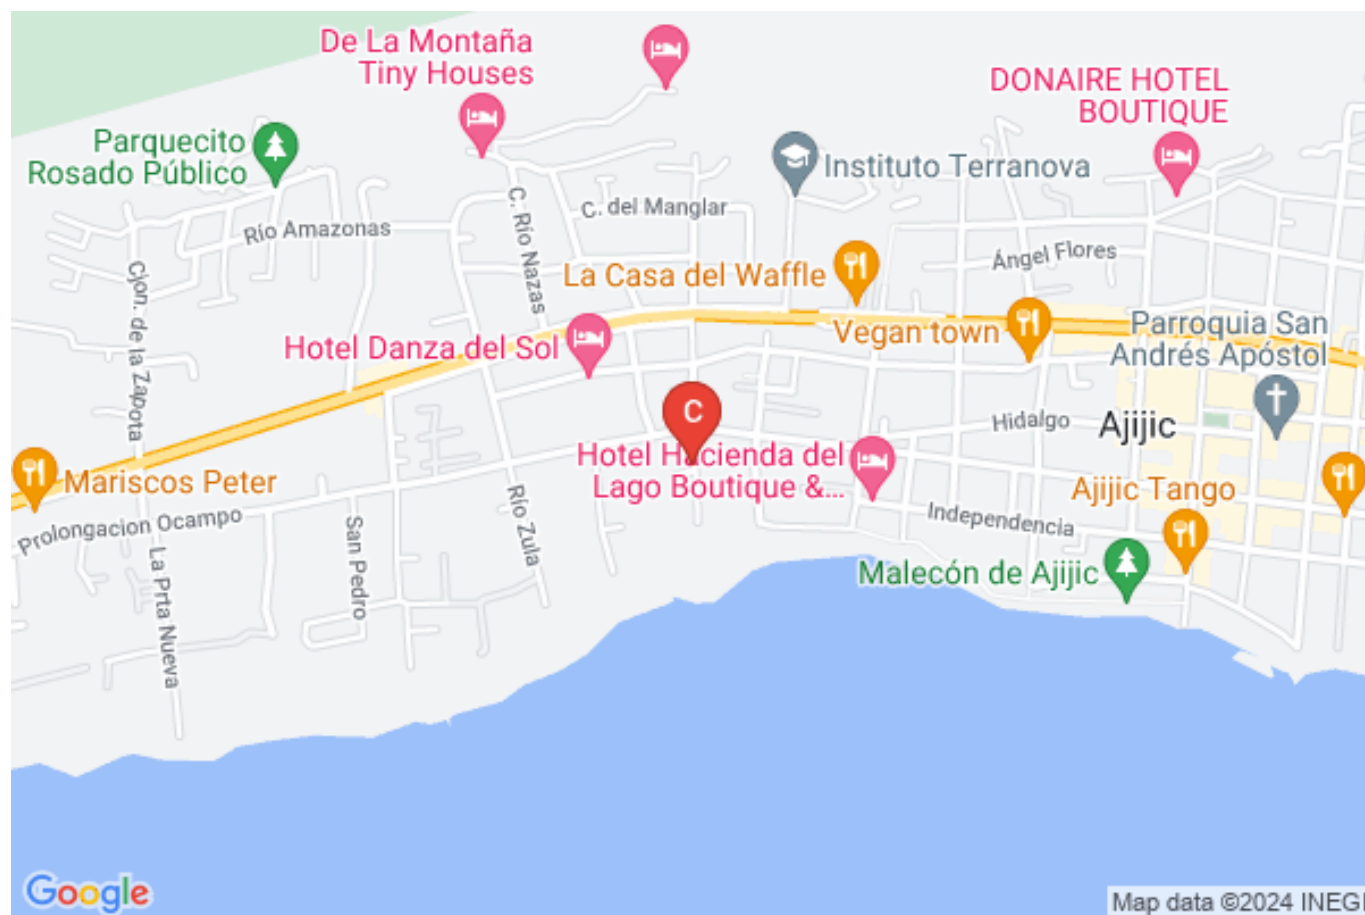 De La Montaña
Tiny Houses
DONAIRE HOTEL
BOUTIQUE
Parquecito
Rosado Público
Instituto Terranova
C. Río Nazas
C. del Manglar
Río Amazonas
Ángel Flores
Cjon. de la Zapota
La Casa del Waffle
Vegan town
Parroquia San
Andrés Apóstol
Hotel Danza del Sol
C
Hidalgo
Ajijic
Hotel Hacienda del
Lago Boutique &...
Mariscos Peter
Ajijic Tango
Prolongacion Ocampo
San Pedro
Río Zula
Independencia
La Prta Nueva
Malecón de Ajijic
Google
Map data ©2024 INEGI